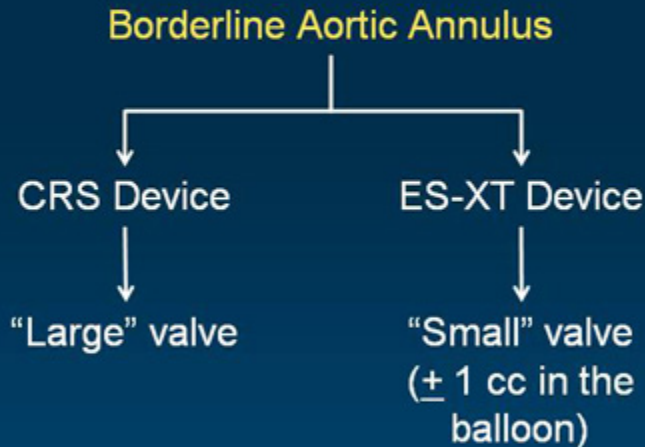 Borderline Aortic Annulus
CRS Device
ES-XT Device
“Large” valve
“Small” valve
(± 1 cc in the
balloon)